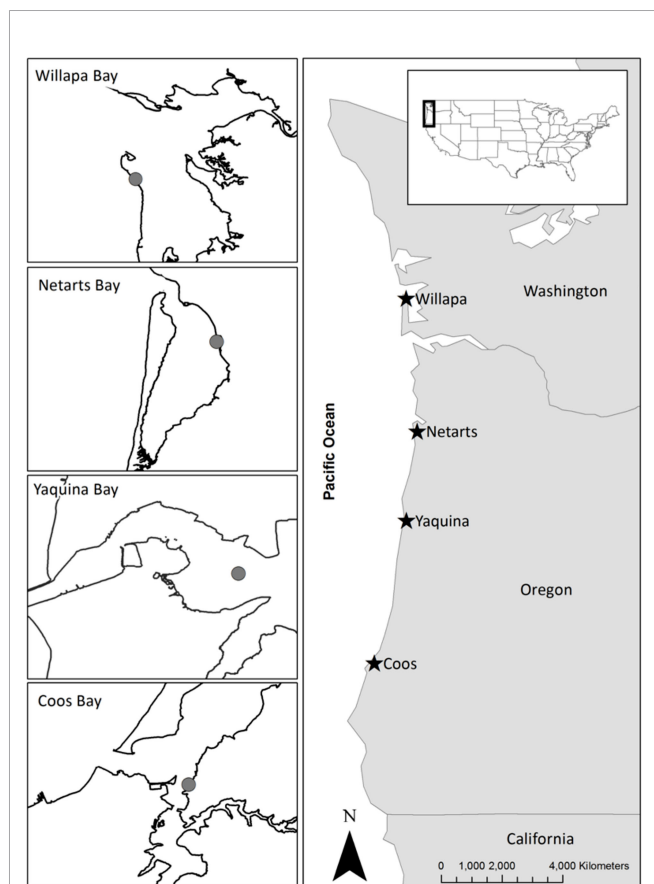 Willapa Bay
Netarts Bay
Yaquina Bay
Coos Bay
Washington
Willapa
Netarts
Pacific Ocean
Yaquina
Oregon
Coos
N
California
0 1,000 2,000 4,000 Kilometers